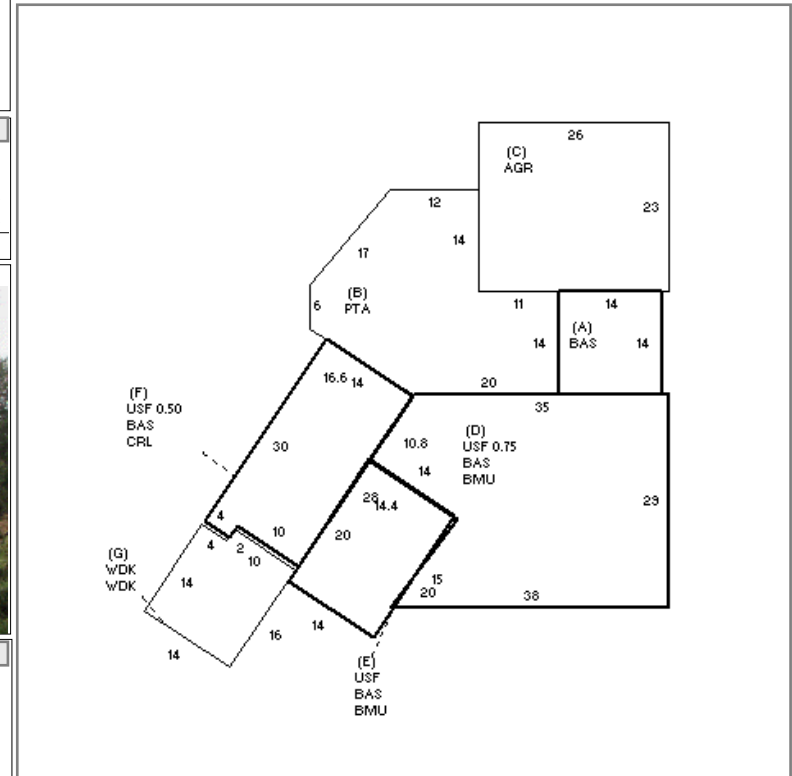 26
(C)
AGR
23
12
14
17
(B)
PTA
6
11
14
(A)
BAS
14
14
20
35
16.6 14
(F)
USF 0.50
BAS
CRL
30
10.8
(D)
USF 0.75
BAS
BMU
14
29
28
14.4
20
4
10
4
2
10
(G)
WDK
WDK
14
15
20
38
16
14
14
(E)
USF
BAS
BMU